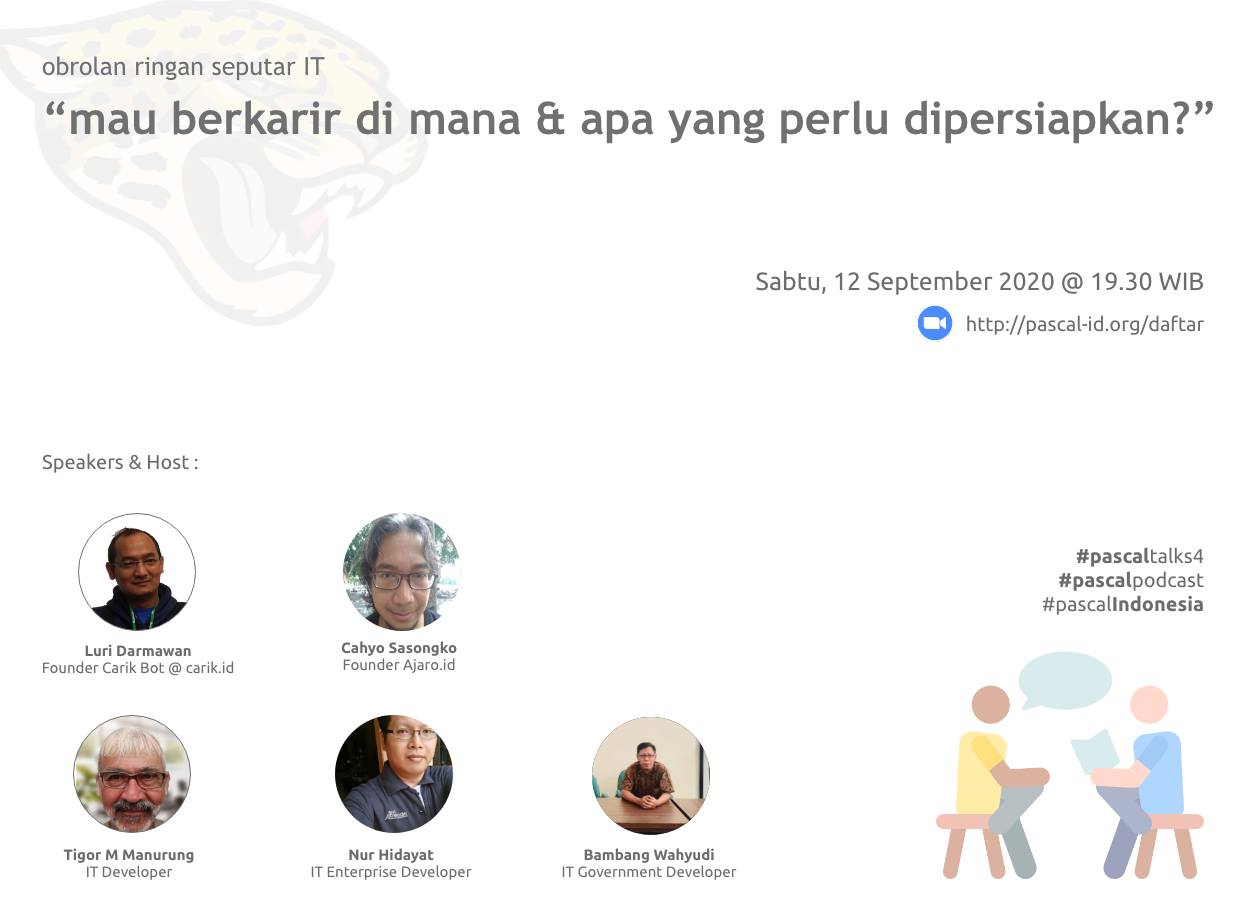 obrolan ringan seputar IT
“mau berkarir di mana & apa yang perlu dipersiapkan?”
Sabtu, 12 September 2020 @ 19.30 WIB
http://pascal-id.org/daftar
Speakers & Host :
Luri Darmawan
Founder Carik Bot @ carik.id
Cahyo Sasongko
Founder Ajaro.id
#pascaltalks4
#pascalpodcast
#pascalIndonesia
Tigor M Manurung
IT Developer
Nur Hidayat
IT Enterprise Developer
Bambang Wahyudi
IT Government Developer